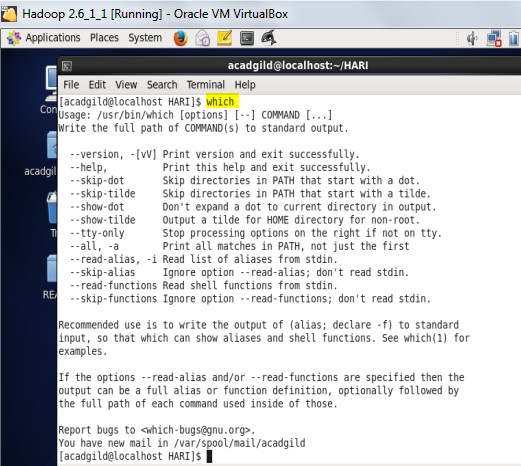 Hadoop 2.6_1_1 [Running] - Oracle VM VirtualBox
Applications Places System
acadgild@localhost:~/HARI
File Edit View Search Terminal Help
[acadgild@localhost HARI]$ which
Usage: /usr/bin/which [options] [--] COMMAND [...]
Write the full path of COMMAND(s) to standard output.
--version, -[vV] Print version and exit successfully.
--help, Print this help and exit successfully.
--skip-dot Skip directories in PATH that start with a dot.
--skip-tilde Skip directories in PATH that start with a tilde.
--show-dot Don't expand a dot to current directory in output.
--show-tilde Output a tilde for HOME directory for non-root.
--tty-only Stop processing options on the right if not on tty.
--all, -a Print all matches in PATH, not just the first
--read-alias, -i Read list of aliases from stdin.
--skip-alias Ignore option --read-alias; don't read stdin.
--read-functions Read shell functions from stdin.
--skip-functions Ignore option --read-functions; don't read stdin.
Recommended use is to write the output of (alias; declare -f) to standard
input, so that which can show aliases and shell functions. See which(1) for
examples.
If the options --read-alias and/or --read-functions are specified then the
output can be a full alias or function definition, optionally followed by
the full path of each command used inside of those.
Report bugs to <which-bugs@gnu.org>.
You have new mail in /var/spool/mail/acadgild
[acadgild@localhost HARI]$
Con
acadgil
Th
REA